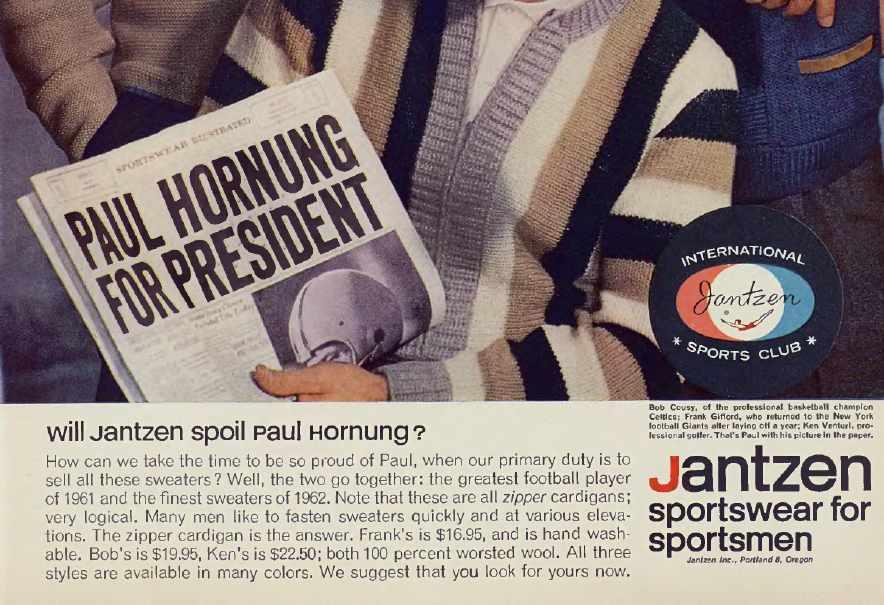 SPORTSWEAR ILLUSTRATED
PAUL HORNUNG
FOR PRESIDENT
INTERNATIONAL
Jantzen
* SPORTS CLUB *
Bob Cousy, of the professional basketball champion
Celtics; Frank Gifford, who returned to the New York
football Giants after laying off a year; Ken Venturi, pro-
fessional golfer. That's Paul with his picture in the paper.
will Jantzen spoil Paul Hornung?
How can we take the time to be so proud of Paul, when our primary duty is to
sell all these sweaters? Well, the two go together: the greatest football player
of 1961 and the finest sweaters of 1962. Note that these are all zipper cardigans;
very logical. Many men like to fasten sweaters quickly and at various eleva-
tions. The zipper cardigan is the answer. Frank's is $16.95, and is hand wash-
able. Bob's is $19.95, Ken's is $22.50; both 100 percent worsted wool. All three
styles are available in many colors. We suggest that you look for yours now.
Jantzen
sportswear for
sportsmen
Jantzen Inc., Portland 8, Oregon